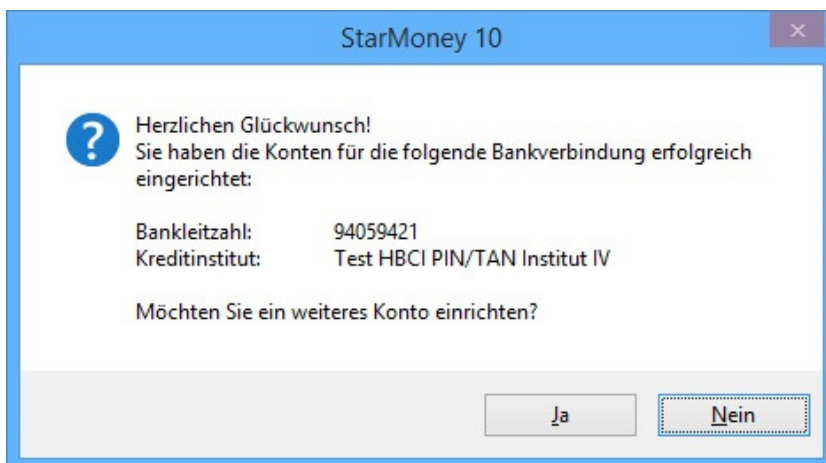 StarMoney 10
Herzlichen Glückwunsch!
Sie haben die Konten für die folgende Bankverbindung erfolgreich
eingerichtet:
Bankleitzahl: 94059421
Kreditinstitut: Test HBCI PIN/TAN Institut IV
Möchten Sie ein weiteres Konto einrichten?
Ja Nein